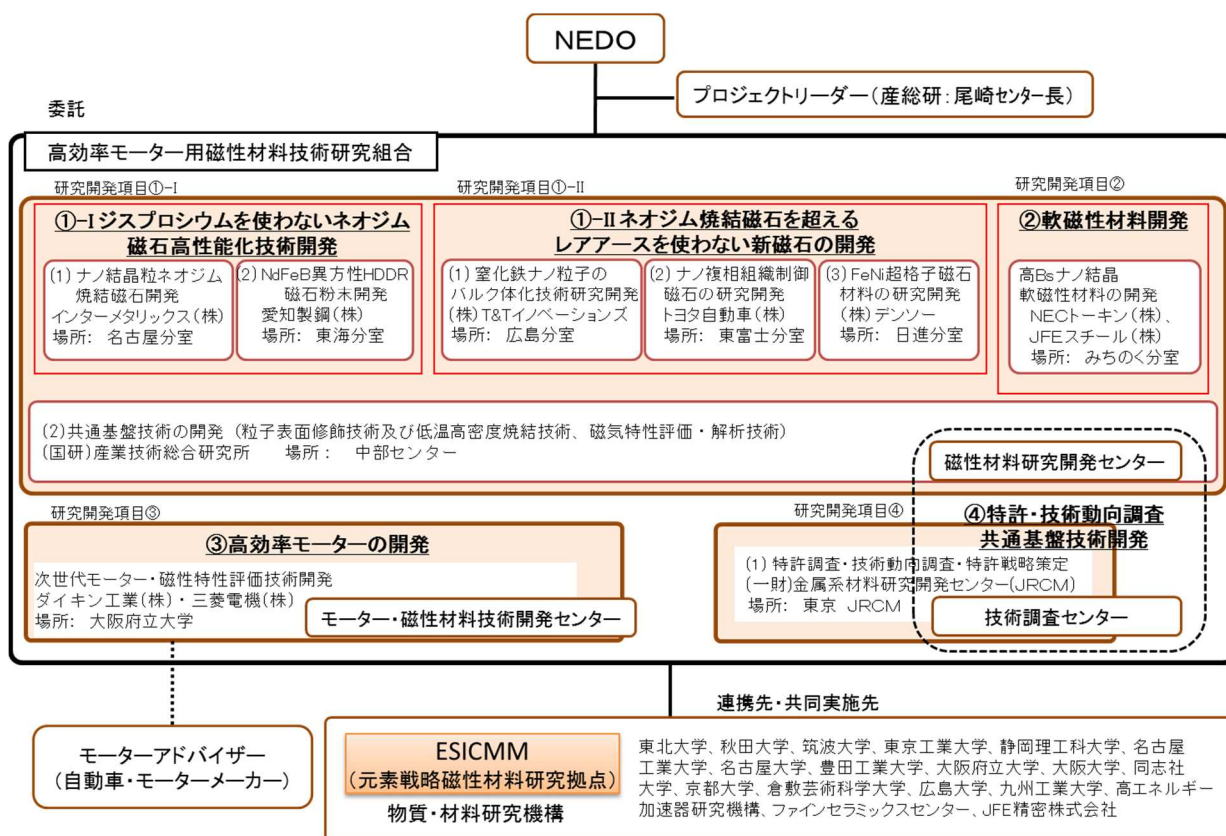 NEDO
プロジェクトリーダー(産総研:尾崎センター長)
委託
高効率モーター用磁性材料技術研究組合
研究開発項目①-I
①-I ジスプロシウムを使わないネオジム
磁石高性能化技術開発
(1) ナノ結晶粒ネオジム
焼結磁石開発
インターメタリックス(株)
場所: 名古屋分室
(2) NdFeB異方性HDDR
磁石粉末開発
愛知製鋼(株)
場所: 東海分室
研究開発項目①-II
①-II ネオジム焼結磁石を超える
レアアースを使わない新磁石の開発
(1) 窒化鉄ナノ粒子の
バルク体化技術研究開発
(株)T&Tイノベーションズ
場所: 広島分室
(2) ナノ複相組織制御
磁石の研究開発
トヨタ自動車(株)
場所: 東富士分室
(3) FeNi超格子磁石
材料の研究開発
(株)デンソー
場所: 日進分室
研究開発項目②
②軟磁性材料開発
高Bsナノ結晶
軟磁性材料の開発
NECトーキン(株)、
JFEスチール(株)
場所: みちのく分室
(2)共通基盤技術の開発 (粒子表面修飾技術及び低温高密度焼結技術、磁気特性評価・解析技術)
(国研)産業技術総合研究所 場所: 中部センター
磁性材料研究開発センター
研究開発項目③
③高効率モーターの開発
次世代モーター・磁性特性評価技術開発
ダイキン工業(株)・三菱電機(株)
場所: 大阪府立大学
モーター・磁性材料技術開発センター
研究開発項目④
④特許・技術動向調査
共通基盤技術開発
(1) 特許調査・技術動向調査・特許戦略策定
(一財)金属系材料研究開発センター(JRCM)
場所: 東京 JRCM
技術調査センター
モーターアドバイザー
(自動車・モーターメーカー)
連携先・共同実施先
ESICMM
(元素戦略磁性材料研究拠点)
物質・材料研究機構
東北大学、秋田大学、筑波大学、東京工業大学、静岡理工科大学、名古屋
工業大学、名古屋大学、豊田工業大学、大阪府立大学、大阪大学、同志社
大学、京都大学、倉敷芸術科学大学、広島大学、九州工業大学、高エネルギー
加速器研究機構、ファインセラミックスセンター、JFE精密株式会社